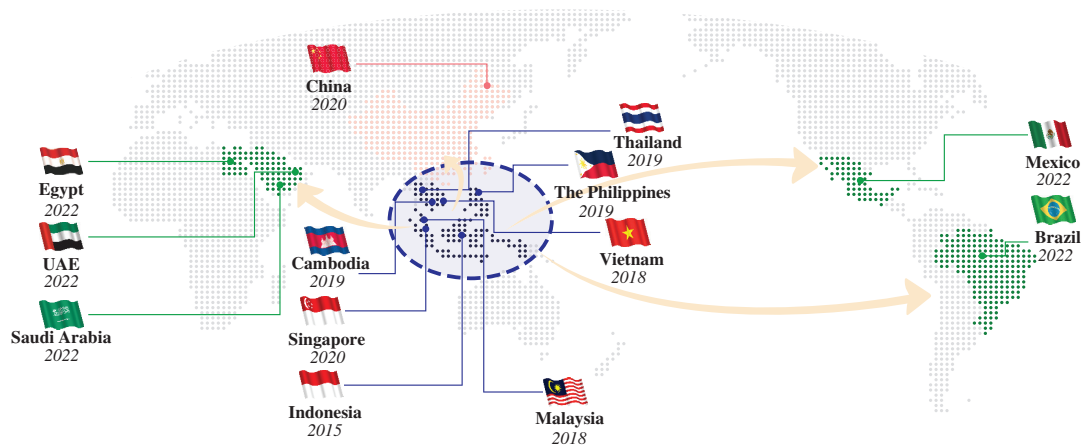 China
2020
Thailand
2019
The Philippines
2019
Mexico
2022
Egypt
2022
Brazil
2022
UAE
2022
Cambodia
2019
Vietnam
2018
Saudi Arabia
2022
Singapore
2020
Indonesia
2015
Malaysia
2018